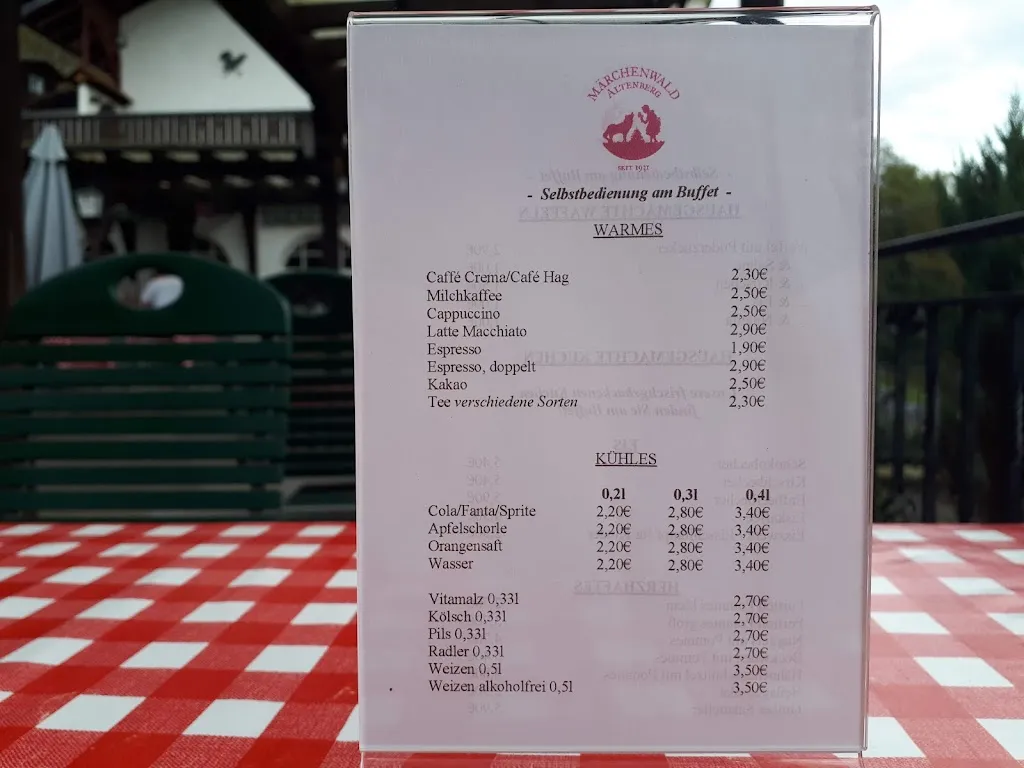 MÄRCHENWALD
ALTENBERG
SEIT 1931
- Selbstbedienung am Buffet -
WARMES
Caffé Crema/Café Hag 2,30€
Milchkaffee 2,50€
Cappuccino 2,50€
Latte Macchiato 2,90€
Espresso 1,90€
Espresso, doppelt 2,90€
Kakao 2,50€
Tee verschiedene Sorten 2,30€
KÜHLES
0,2l 0,3l 0,4l
Cola/Fanta/Sprite 2,20€ 2,80€ 3,40€
Apfelschorle 2,20€ 2,80€ 3,40€
Orangensaft 2,20€ 2,80€ 3,40€
Wasser 2,20€ 2,80€ 3,40€
Vitamalz 0,33l 2,70€
Kölsch 0,33l 2,70€
Pils 0,33l 2,70€
Radler 0,33l 2,70€
Weizen 0,5l 3,50€
Weizen alkoholfrei 0,5l 3,50€